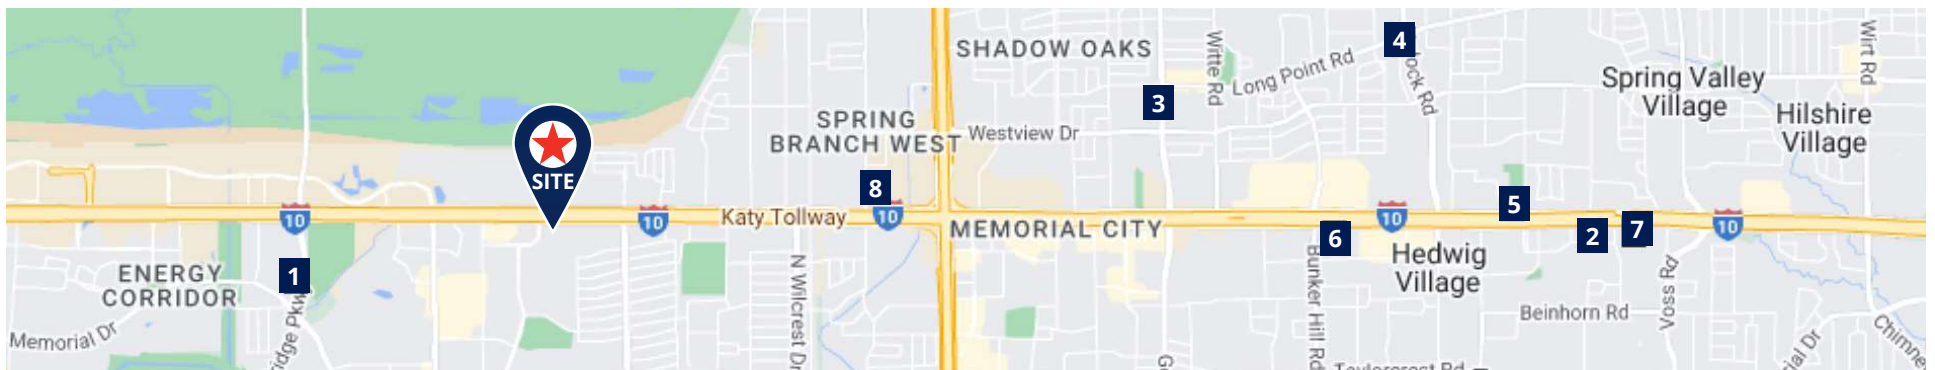 4
SHADOW OAKS
Witte Rd
Long Point Rd
Wirt Rd
Spring Valley
Village
3
Hilshire
Village
SPRING
BRANCH WEST
Westview Dr
SITE
8
10
10
Katy Tollway
10
MEMORIAL CITY
10
5
10
6
2
7
1
ENERGY
CORRIDOR
Hedwig
Village
N Wilcrest Dr
Bunker Hill Rd
Voss Rd
Beinhorn Rd
Memorial Dr